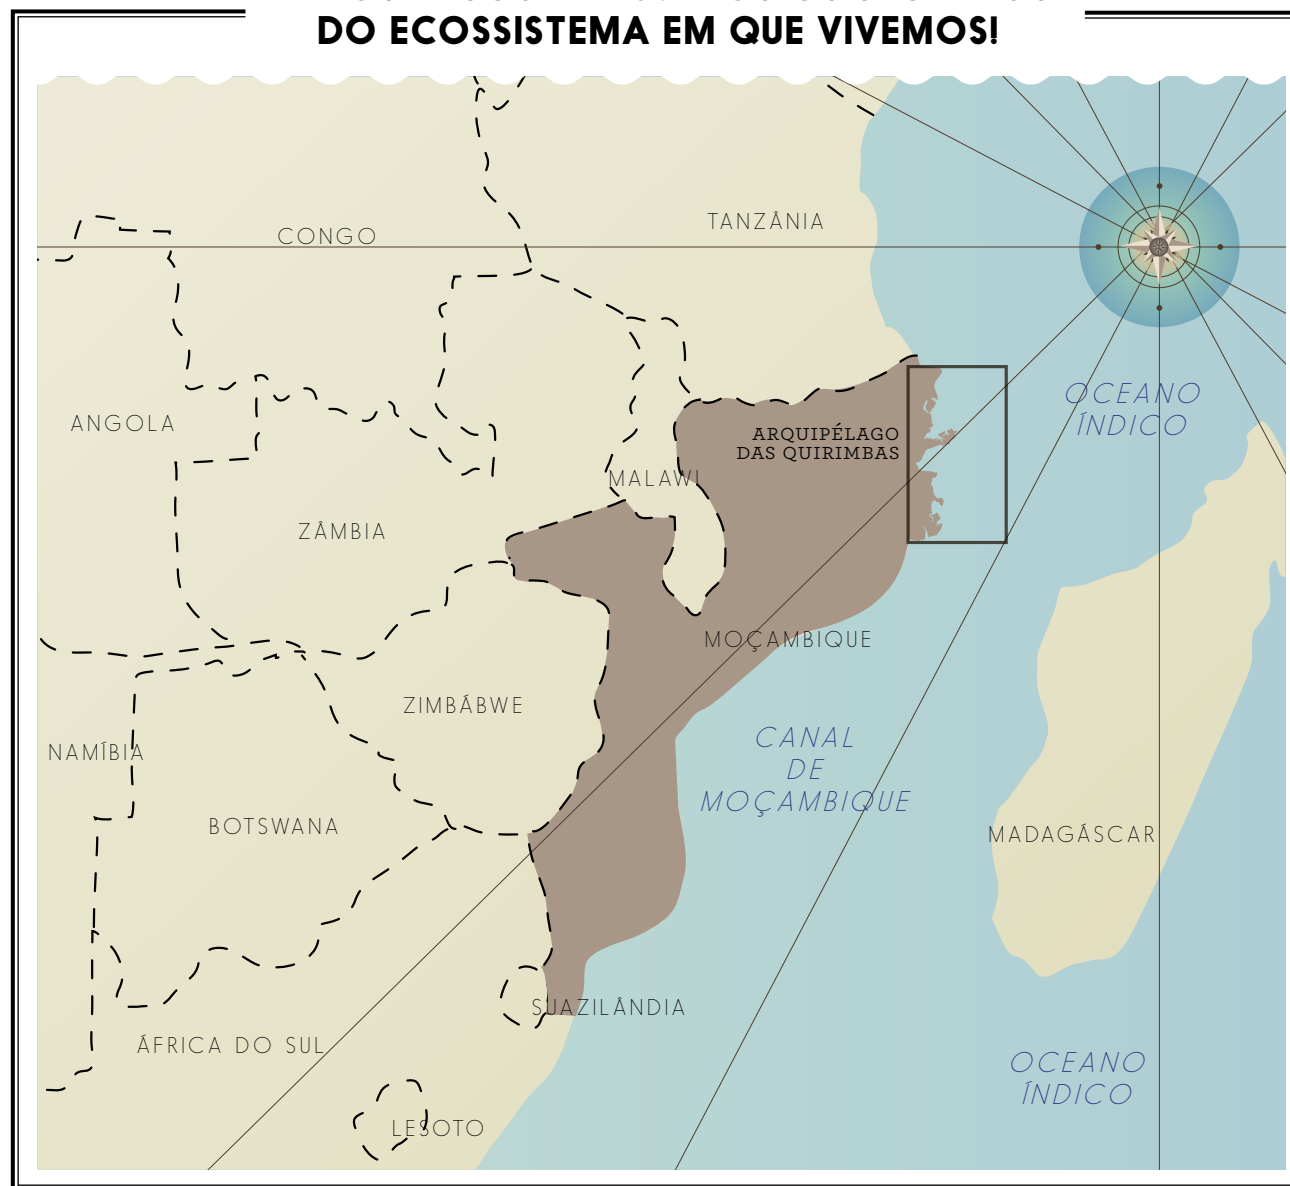 DO ECOSSISTEMA EM QUE VIVEMOS!
TANZÂNIA
CONGO
OCEANO
ÍNDICO
ANGOLA
ARQUIPÉLAGO
DAS QUIRIMBAS
MALAWI
ZÂMBIA
MOÇAMBIQUE
ZIMBÁBWE
CANAL
DE
MOÇAMBIQUE
NAMÍBIA
BOTSWANA
MADAGÁSCAR
SUAZILÂNDIA
ÁFRICA DO SUL
OCEANO
ÍNDICO
LESOTO